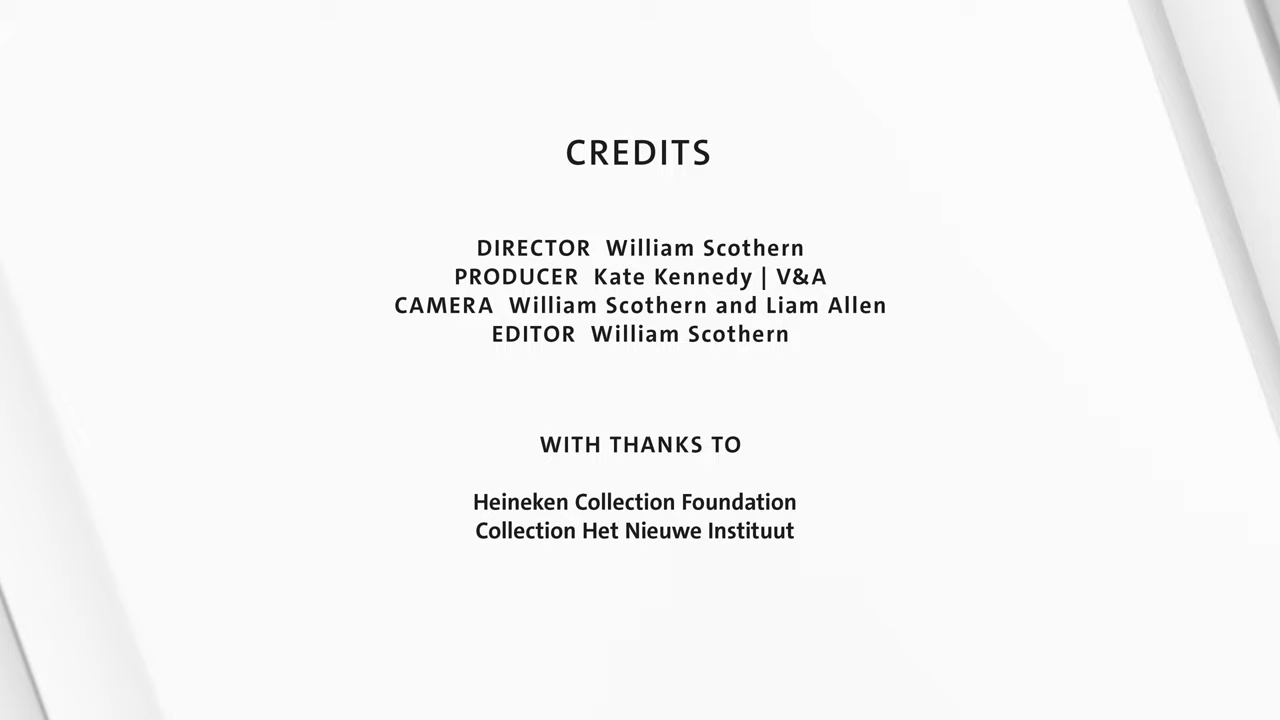 CREDITS
DIRECTOR William Scothern
PRODUCER Kate Kennedy | V&A
CAMERA William Scothern and Liam Allen
EDITOR William Scothern
WITH THANKS TO
Heineken Collection Foundation
Collection Het Nieuwe Instituut